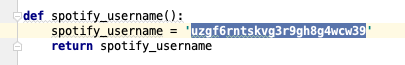 def spotify_username():
    spotify_username = 'uzgf6rntskvg3r9gh8g4wcw39'
    return spotify_username